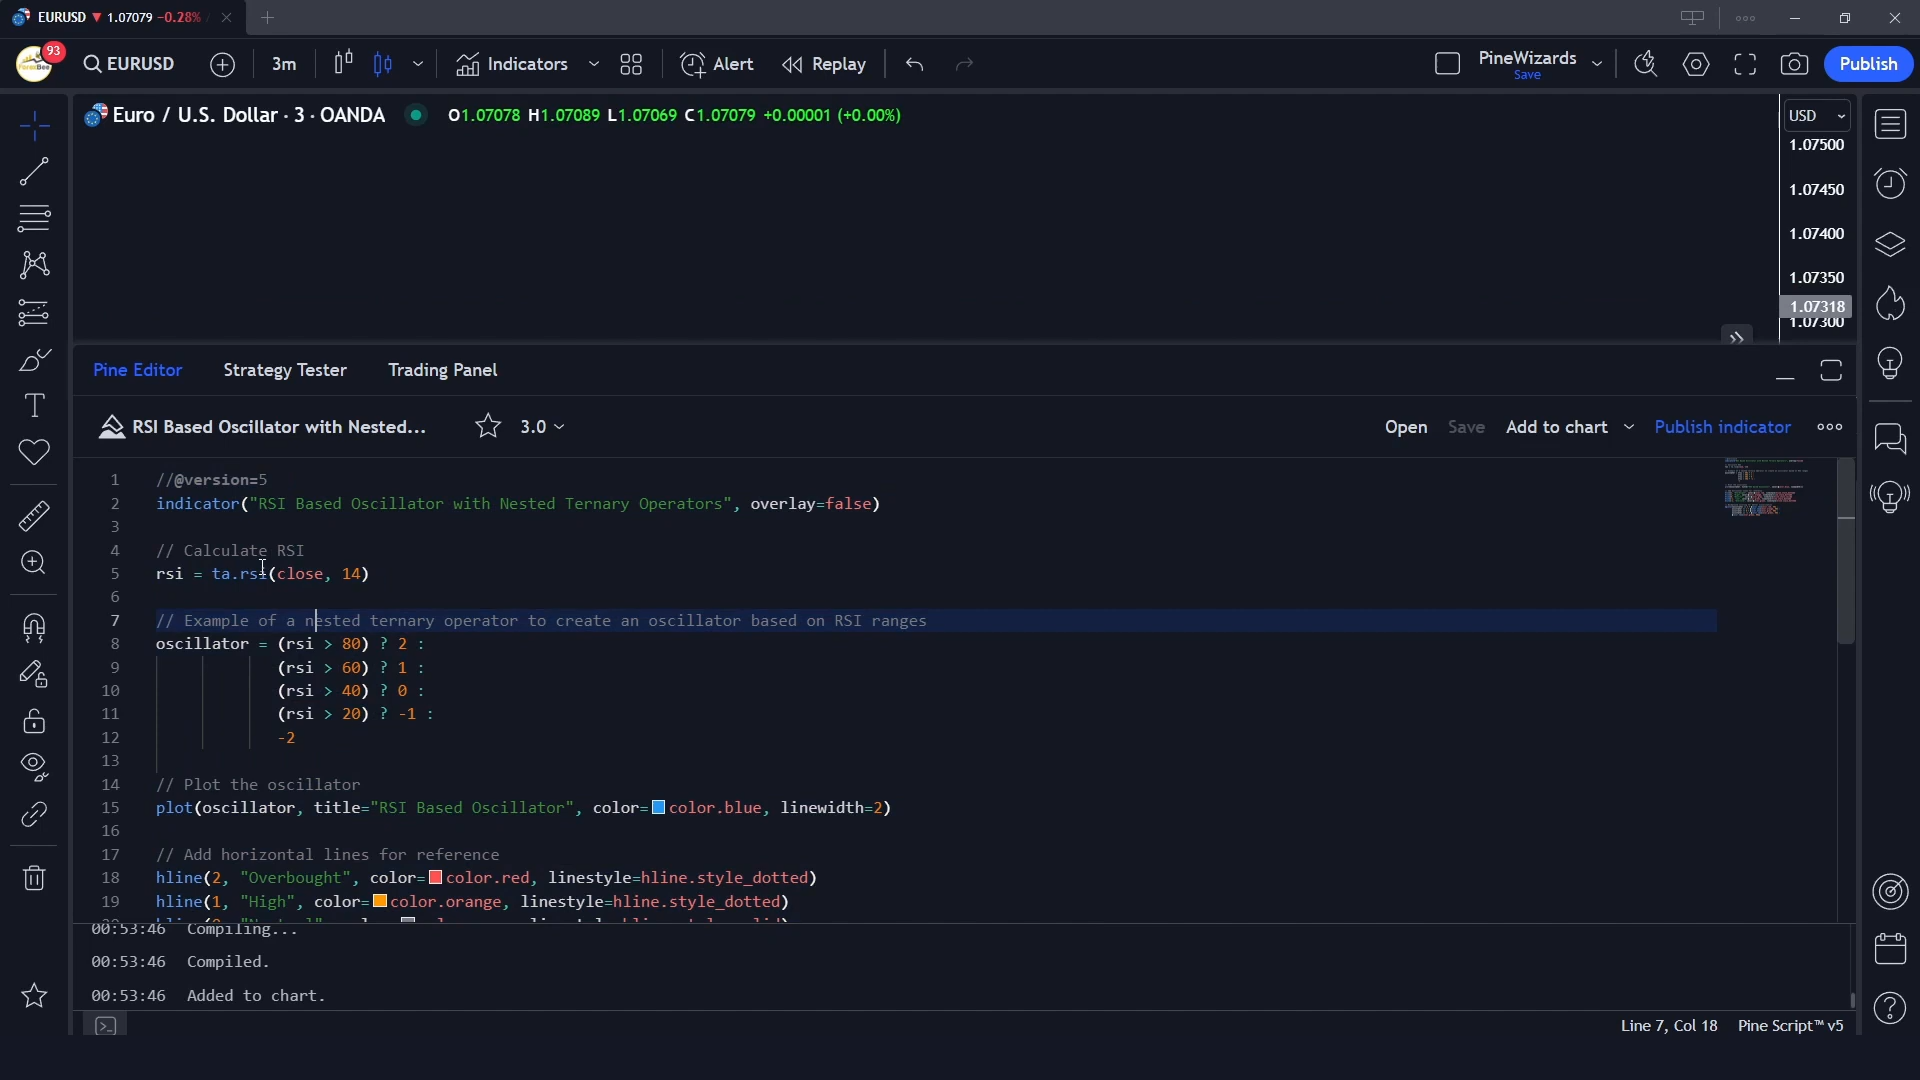 EURUSD ▼ 1.07079 −0.28%
93
ForexBee
EURUSD
3m
Indicators
Alert
Replay
PineWizards
Save
Publish
Euro / U.S. Dollar · 3 · OANDA
O1.07078 H1.07089 L1.07069 C1.07079 +0.00001 (+0.00%)
USD
1.07500
1.07450
1.07400
1.07350
1.07318
1.07300
Pine Editor
Strategy Tester
Trading Panel
RSI Based Oscillator with Nested...
3.0
Open
Save
Add to chart
Publish indicator
1 //@version=5
2 indicator("RSI Based Oscillator with Nested Ternary Operators", overlay=false)
3
4 // Calculate RSI
5 rsi = ta.rsi(close, 14)
6
7 // Example of a nested ternary operator to create an oscillator based on RSI ranges
8 oscillator = (rsi > 80) ? 2 :
9 (rsi > 60) ? 1 :
10 (rsi > 40) ? 0 :
11 (rsi > 20) ? -1 :
12 -2
13
14 // Plot the oscillator
15 plot(oscillator, title="RSI Based Oscillator", color=color.blue, linewidth=2)
16
17 // Add horizontal lines for reference
18 hline(2, "Overbought", color=color.red, linestyle=hline.style_dotted)
19 hline(1, "High", color=color.orange, linestyle=hline.style_dotted)
00:53:46 Compiling...
00:53:46 Compiled.
00:53:46 Added to chart.
Line 7, Col 18
Pine Script™ v5